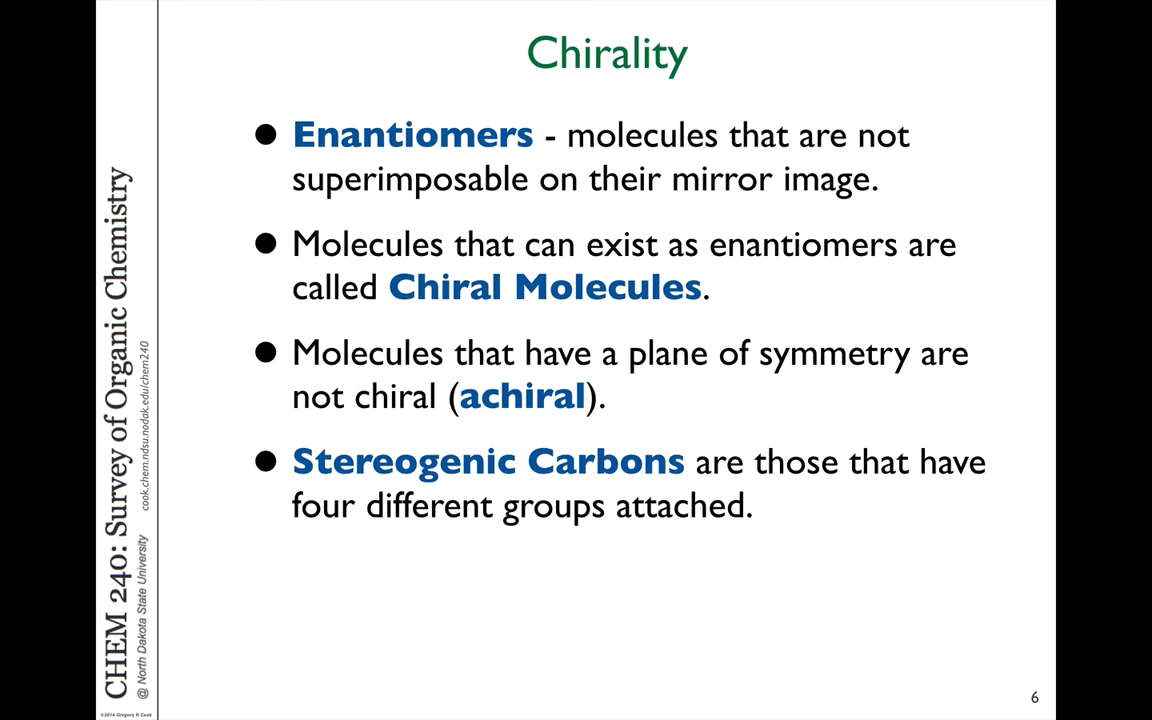 Chirality
● Enantiomers - molecules that are not
superimposable on their mirror image.
● Molecules that can exist as enantiomers are
called Chiral Molecules.
● Molecules that have a plane of symmetry are
not chiral (achiral).
● Stereogenic Carbons are those that have
four different groups attached.
CHEM 240: Survey of Organic Chemistry
@ North Dakota State University cook.chem.ndsu.nodak.edu/chem240
©2016 Gregory R Cook
6